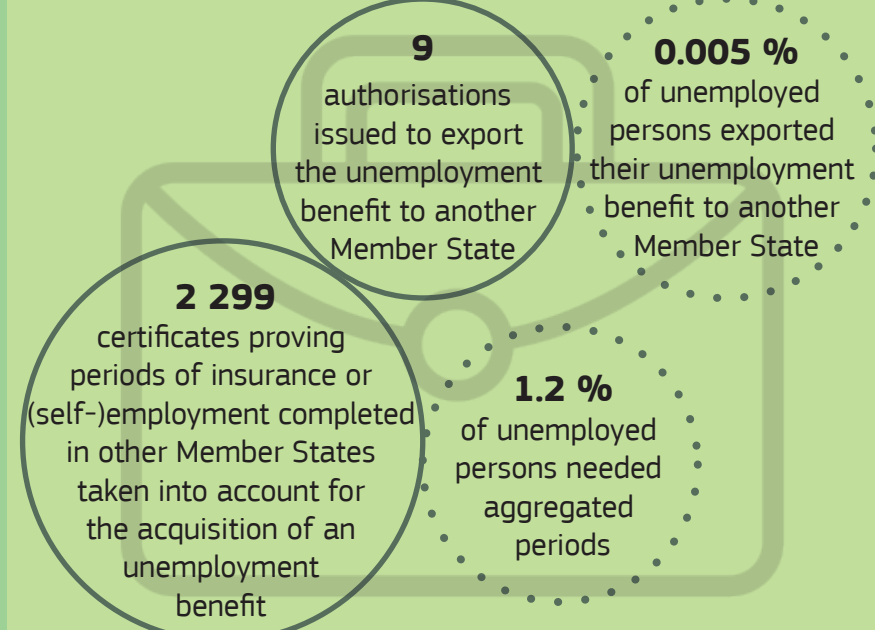 9
authorisations
issued to export
the unemployment
benefit to another
Member State
0.005 %
of unemployed
persons exported
their unemployment
benefit to another
Member State
2 299
certificates proving
periods of insurance or
(self-)employment completed
in other Member States
taken into account for
the acquisition of an
unemployment
benefit
1.2 %
of unemployed
persons needed
aggregated
periods